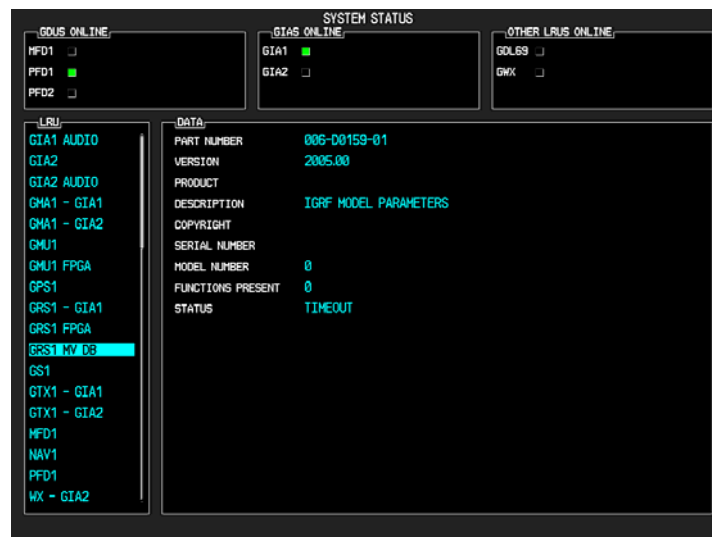 SYSTEM STATUS
GDUS ONLINE
MFD1
PFD1
PFD2
GIAS ONLINE
GIA1
GIA2
OTHER LRUS ONLINE
GDL69
GWX
LRU
GIA1 AUDIO
GIA2
GIA2 AUDIO
GMA1 - GIA1
GMA1 - GIA2
GMU1
GMU1 FPGA
GPS1
GRS1 - GIA1
GRS1 FPGA
GRS1 MV DB
GS1
GTX1 - GIA1
GTX1 - GIA2
MFD1
NAV1
PFD1
WX - GIA2
DATA
PART NUMBER 006-D0159-01
VERSION 2005.00
PRODUCT
DESCRIPTION IGRF MODEL PARAMETERS
COPYRIGHT
SERIAL NUMBER
MODEL NUMBER 0
FUNCTIONS PRESENT 0
STATUS TIMEOUT